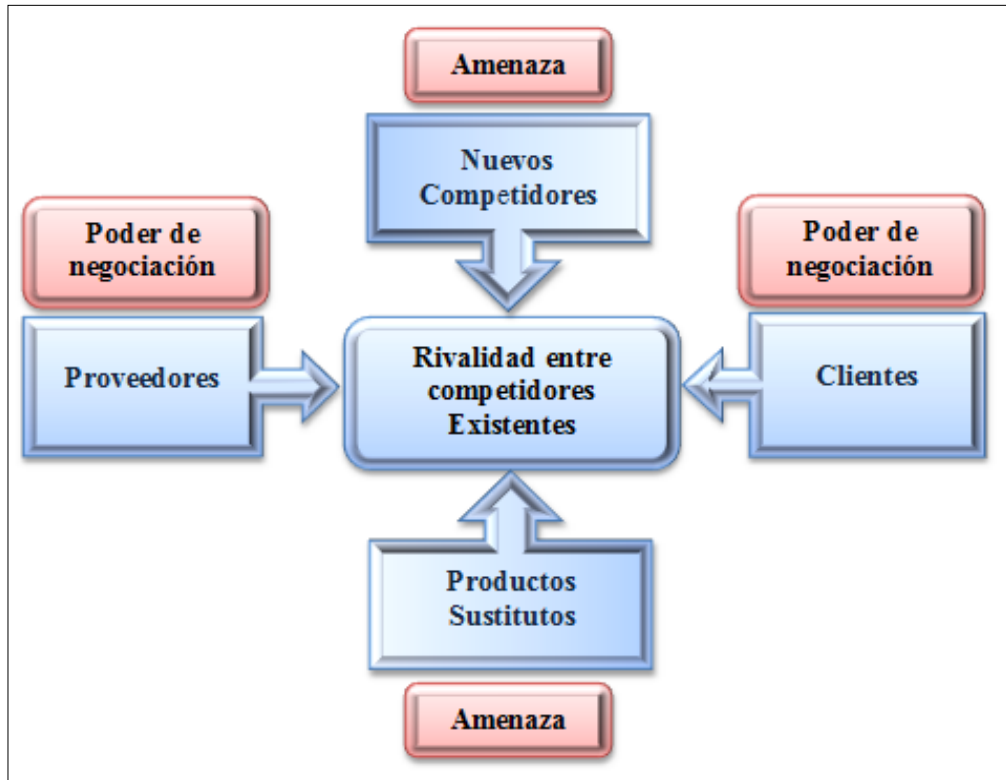 Amenaza
Nuevos
Competidores
Poder de
negociación
Poder de
negociación
Proveedores
Rivalidad entre
competidores
Existentes
Clientes
Productos
Sustitutos
Amenaza